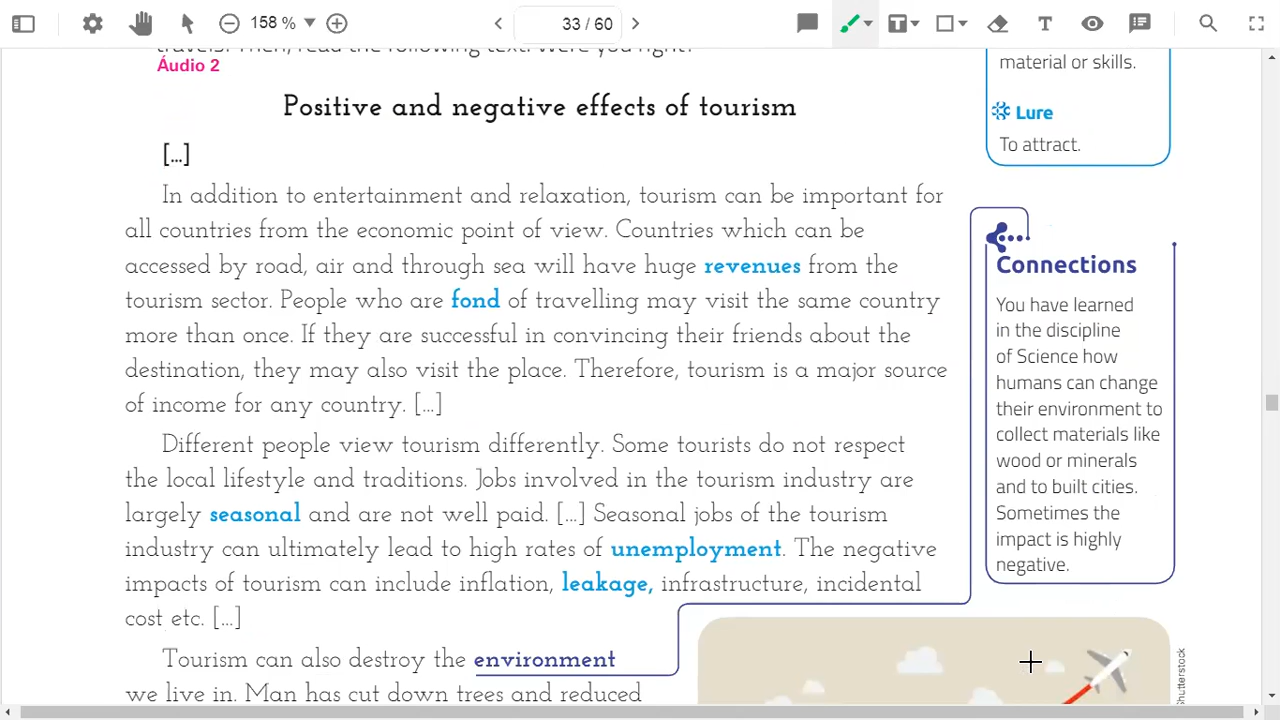 158 %
33 / 60
travels? Then, read the following text. Were you right?
Áudio 2
Positive and negative effects of tourism
[...]
In addition to entertainment and relaxation, tourism can be important for
all countries from the economic point of view. Countries which can be
accessed by road, air and through sea will have huge revenues from the
tourism sector. People who are fond of travelling may visit the same country
more than once. If they are successful in convincing their friends about the
destination, they may also visit the place. Therefore, tourism is a major source
of income for any country. [...]
Different people view tourism differently. Some tourists do not respect
the local lifestyle and traditions. Jobs involved in the tourism industry are
largely seasonal and are not well paid. [...] Seasonal jobs of the tourism
industry can ultimately lead to high rates of unemployment. The negative
impacts of tourism can include inflation, leakage, infrastructure, incidental
cost etc. [...]
Tourism can also destroy the environment
we live in. Man has cut down trees and reduced
material or skills.
Lure
To attract.
Connections
You have learned
in the discipline
of Science how
humans can change
their environment to
collect materials like
wood or minerals
and to built cities.
Sometimes the
impact is highly
negative.
Shutterstock